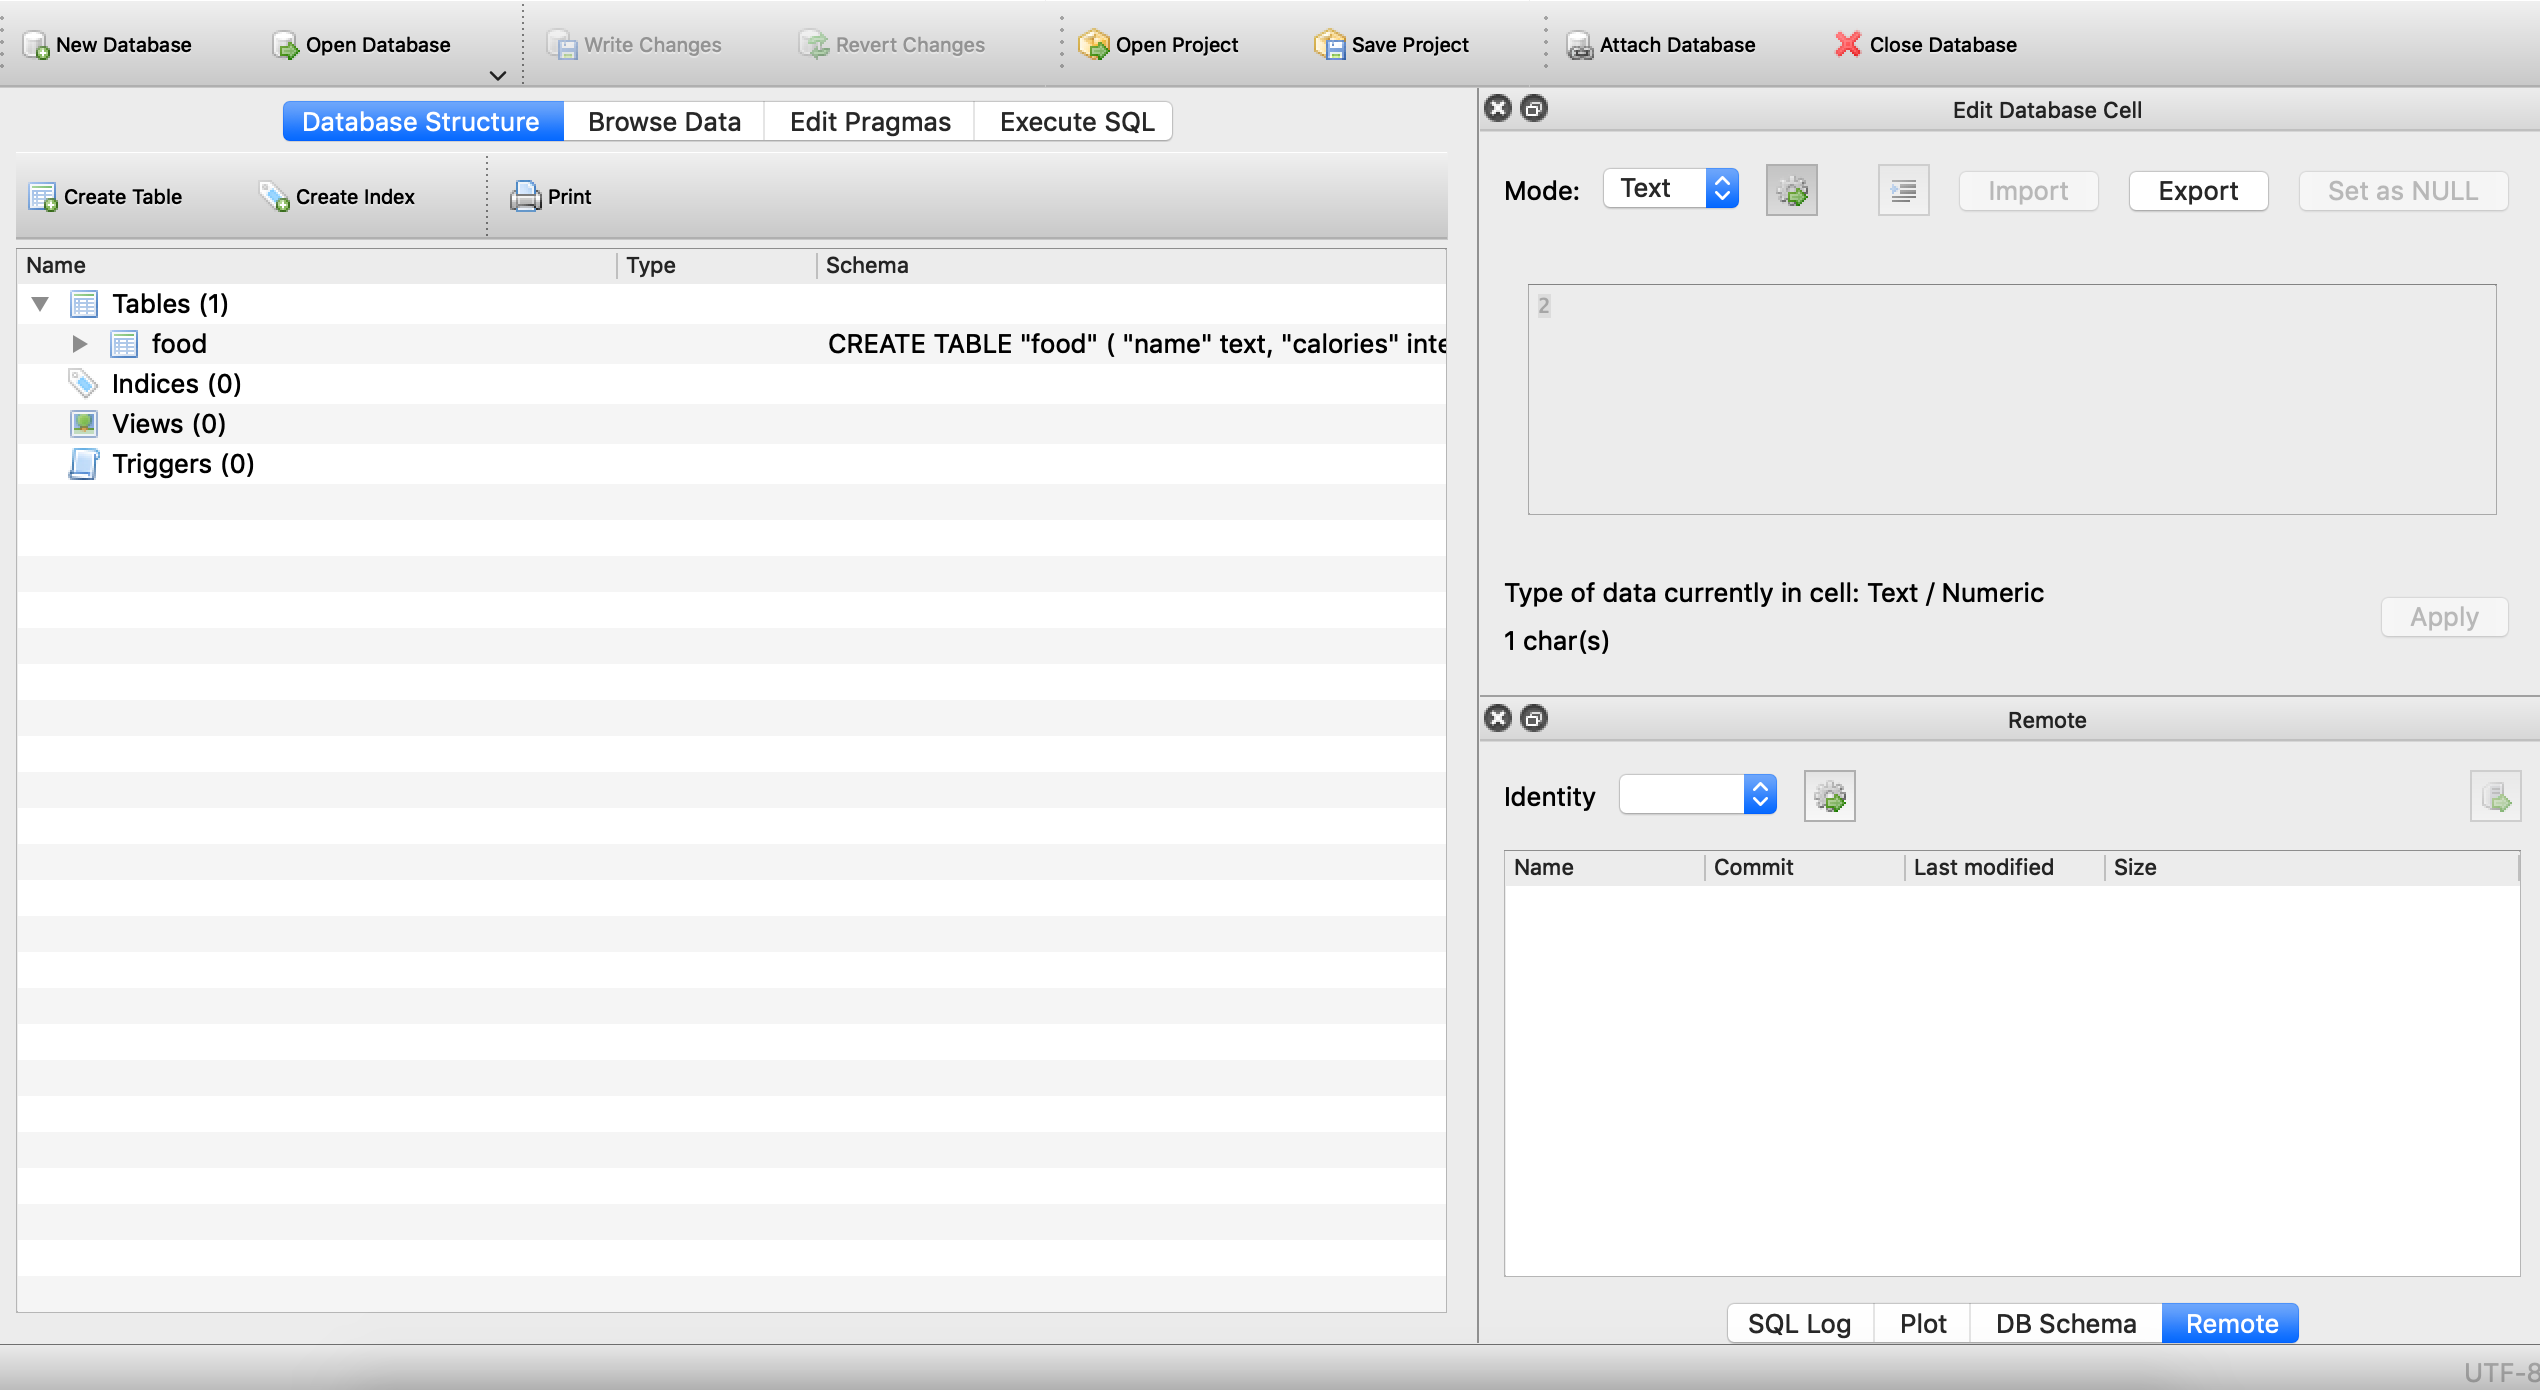 New Database Open Database Write Changes Revert Changes Open Project Save Project Attach Database Close Database
Database Structure Browse Data Edit Pragmas Execute SQL
Create Table Create Index Print
Name Type Schema
Tables (1)
food CREATE TABLE "food" ( "name" text, "calories" inte
Indices (0)
Views (0)
Triggers (0)
Edit Database Cell
Mode: Text Import Export Set as NULL
2
Type of data currently in cell: Text / Numeric
1 char(s)
Apply
Remote
Identity
Name Commit Last modified Size
SQL Log Plot DB Schema Remote
UTF-8